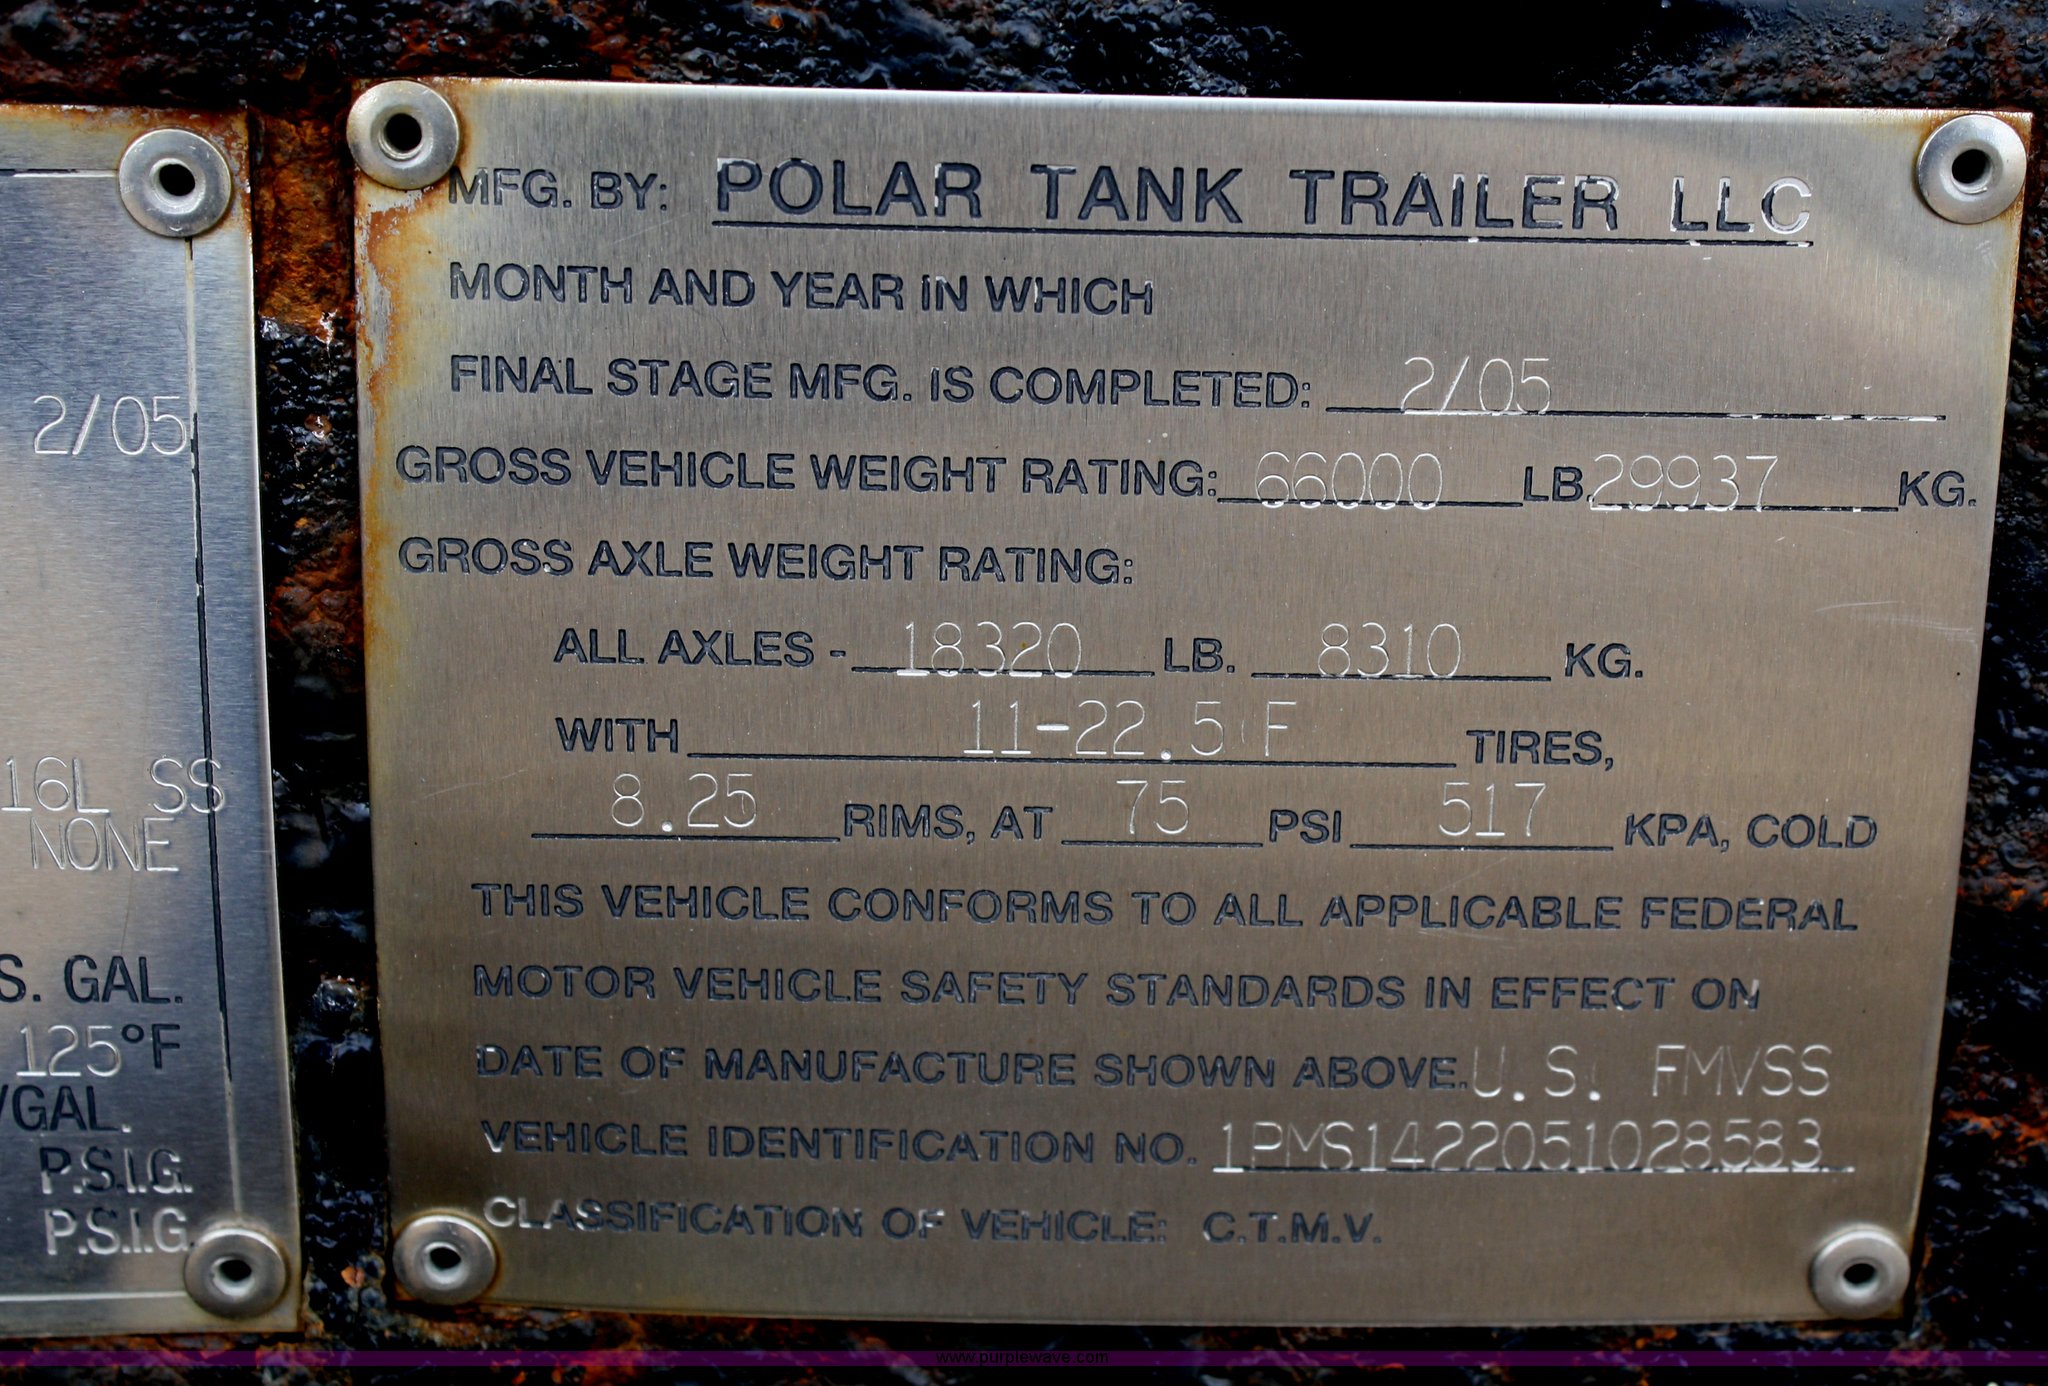 2/05
16L SS
NONE
S. GAL.
125°F
/GAL.
P.S.I.G.
P.S.I.G.
MFG. BY: POLAR TANK TRAILER LLC
MONTH AND YEAR IN WHICH
FINAL STAGE MFG. IS COMPLETED: 2/05
GROSS VEHICLE WEIGHT RATING: 66000 LB. 29937 KG.
GROSS AXLE WEIGHT RATING:
ALL AXLES - 18320 LB. 8310 KG.
WITH 11-22.5 F TIRES,
8.25 RIMS, AT 75 PSI 517 KPA, COLD
THIS VEHICLE CONFORMS TO ALL APPLICABLE FEDERAL
MOTOR VEHICLE SAFETY STANDARDS IN EFFECT ON
DATE OF MANUFACTURE SHOWN ABOVE. U.S. FMVSS
VEHICLE IDENTIFICATION NO. 1PMS1422051028583
CLASSIFICATION OF VEHICLE: C.T.M.V.
www.purplewave.com